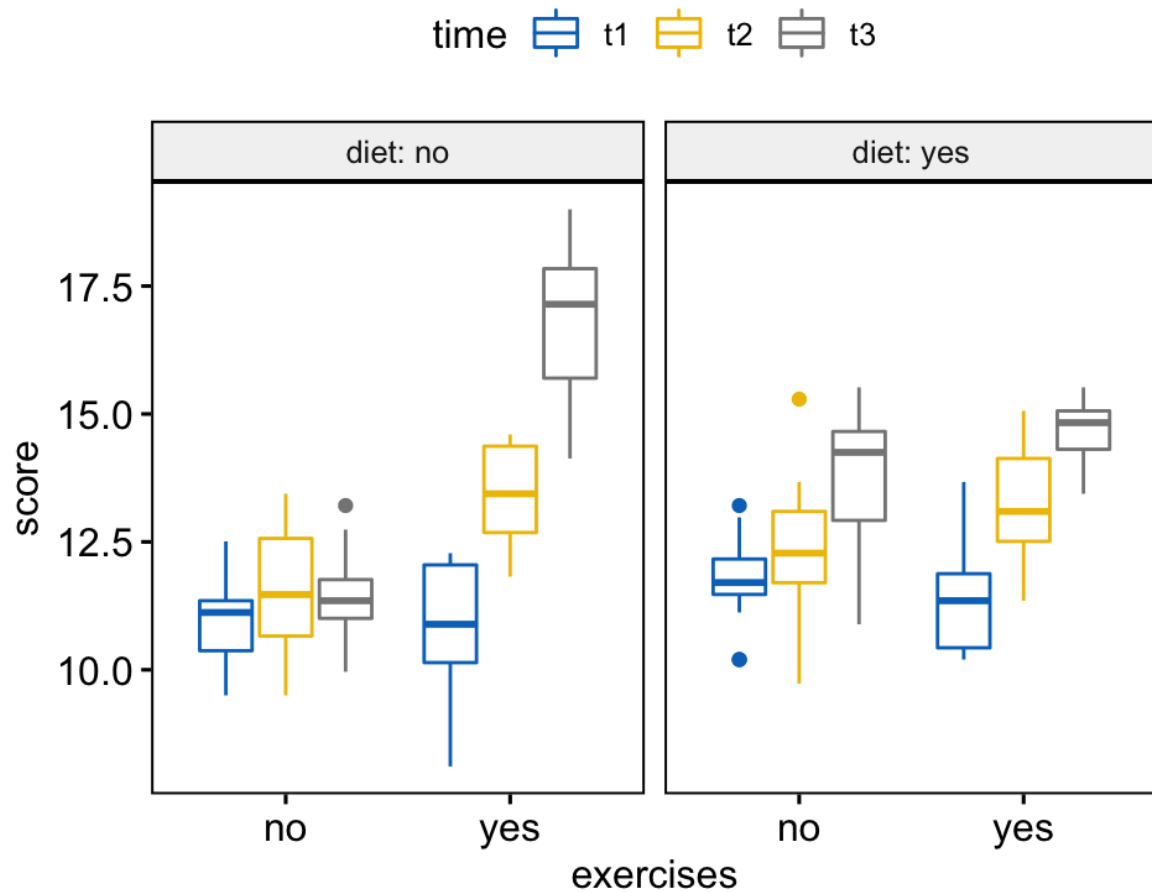 time t1 t2 t3
diet: no
diet: yes
score
17.5
15.0
12.5
10.0
no yes no yes
exercises